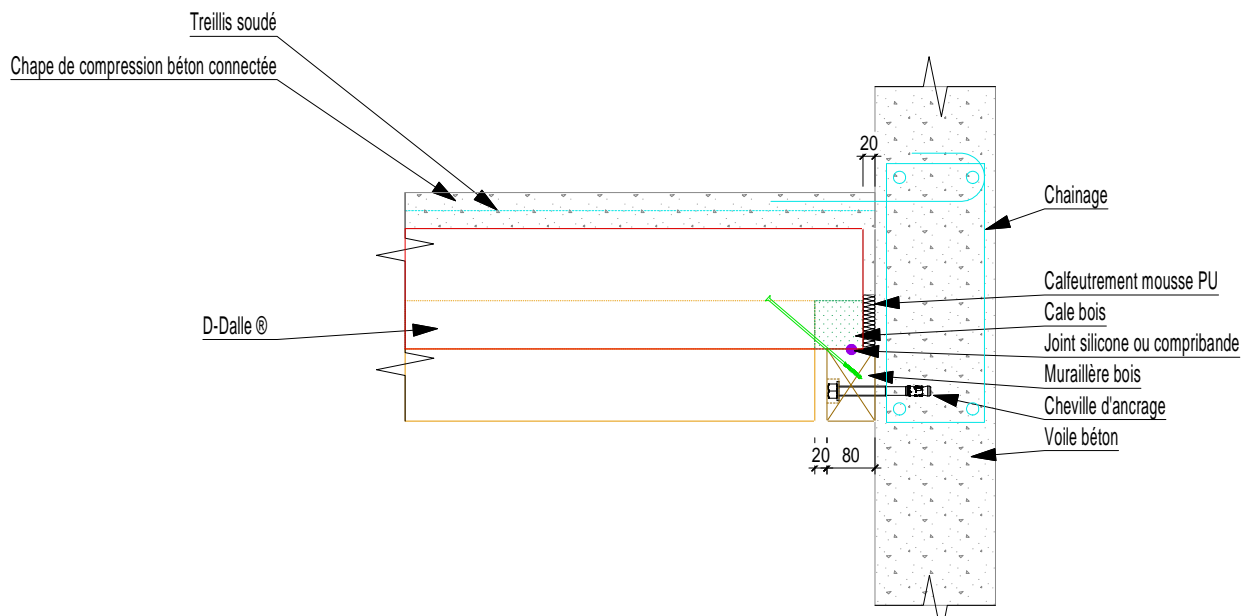 Treillis soudé
Chape de compression béton connectée
20
Chainage
Calfeutrement mousse PU
Cale bois
D-Dalle ®
Joint silicone ou compribande
Muraillère bois
Cheville d'ancrage
Voile béton
20 80